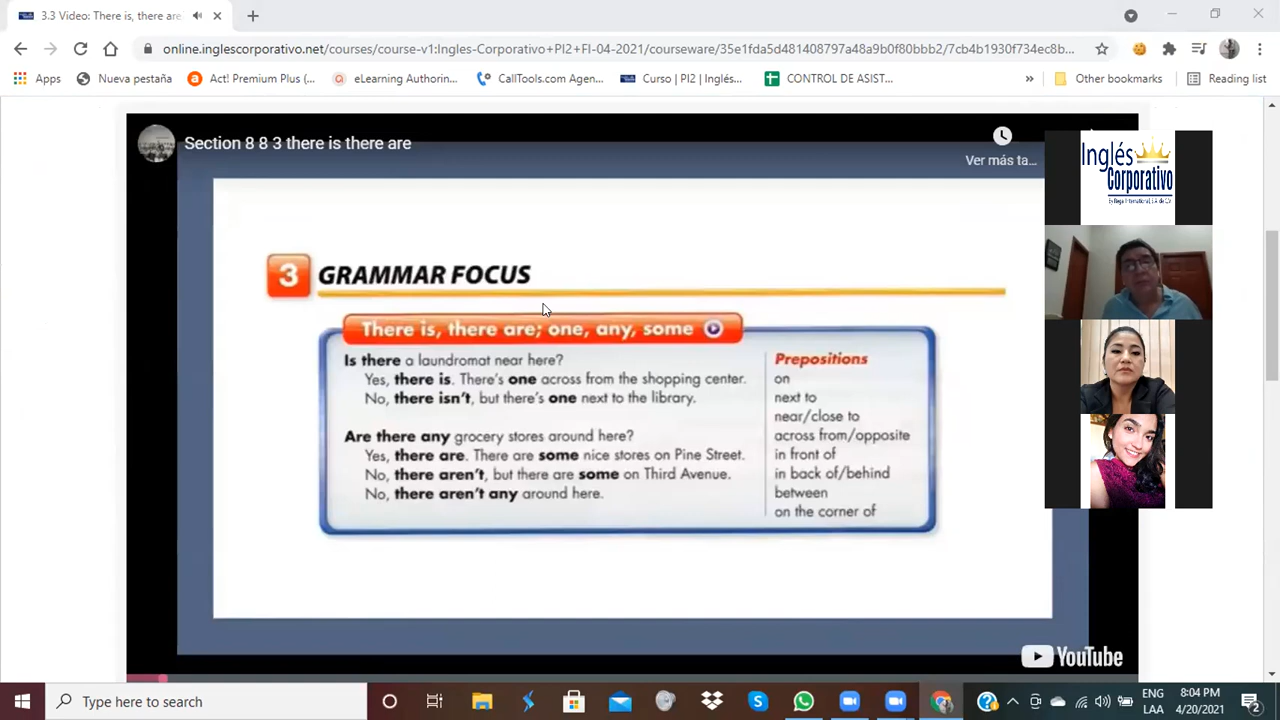 3.3 Video: There is, there are
online.inglescorporativo.net/courses/course-v1:Ingles-Corporativo+PI2+FI-04-2021/courseware/35e1fda5d481408797a48a9b0f80bbb2/7cb4b1930f734ec8b...
Apps Nueva pestaña Act! Premium Plus (... eLearning Authorin... CallTools.com Agen... Curso | PI2 | Inglés... CONTROL DE ASIST... » Other bookmarks Reading list
Section 8 8 3 there is there are
Ver más ta...
Inglés
Corporativo
3 GRAMMAR FOCUS
There is, there are; one, any, some
Is there a laundromat near here?
Yes, there is. There's one across from the shopping center.
No, there isn't, but there's one next to the library.
Are there any grocery stores around here?
Yes, there are. There are some nice stores on Pine Street.
No, there aren't, but there are some on Third Avenue.
No, there aren't any around here.
Prepositions
on
next to
near/close to
across from/opposite
in front of
in back of/behind
between
on the corner of
YouTube
Type here to search
ENG
LAA
8:04 PM
4/20/2021
2